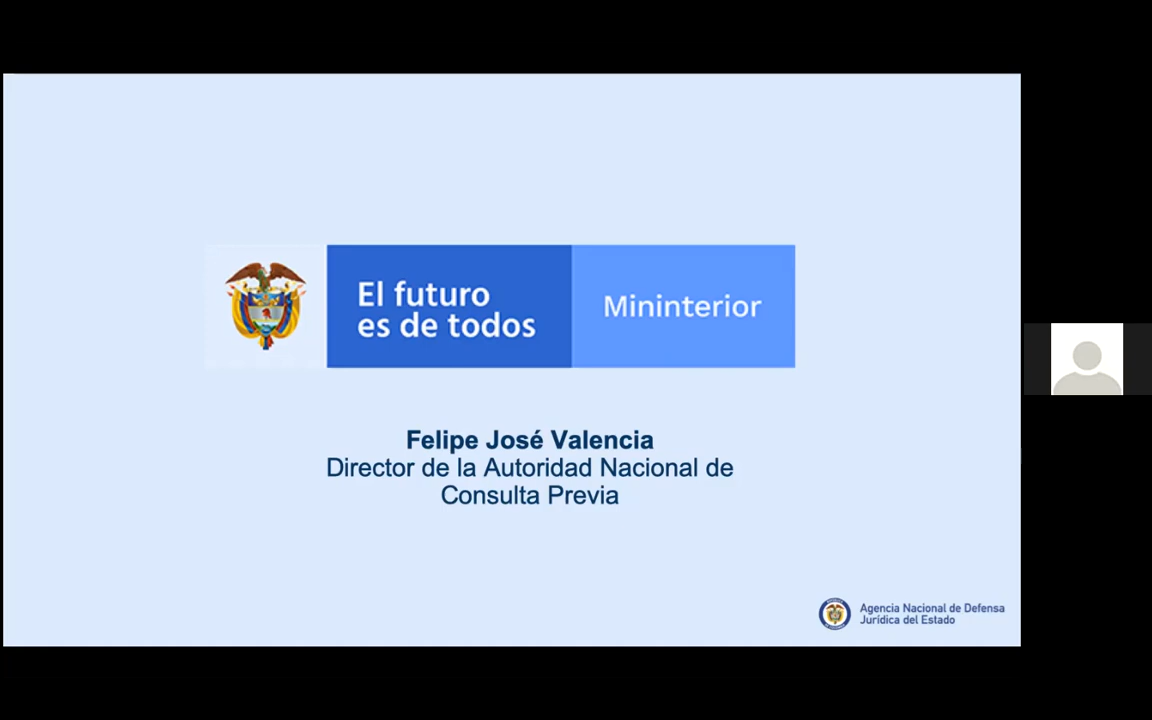 El futuro
es de todos
Mininterior
Felipe José Valencia
Director de la Autoridad Nacional de
Consulta Previa
Agencia Nacional de Defensa
Jurídica del Estado